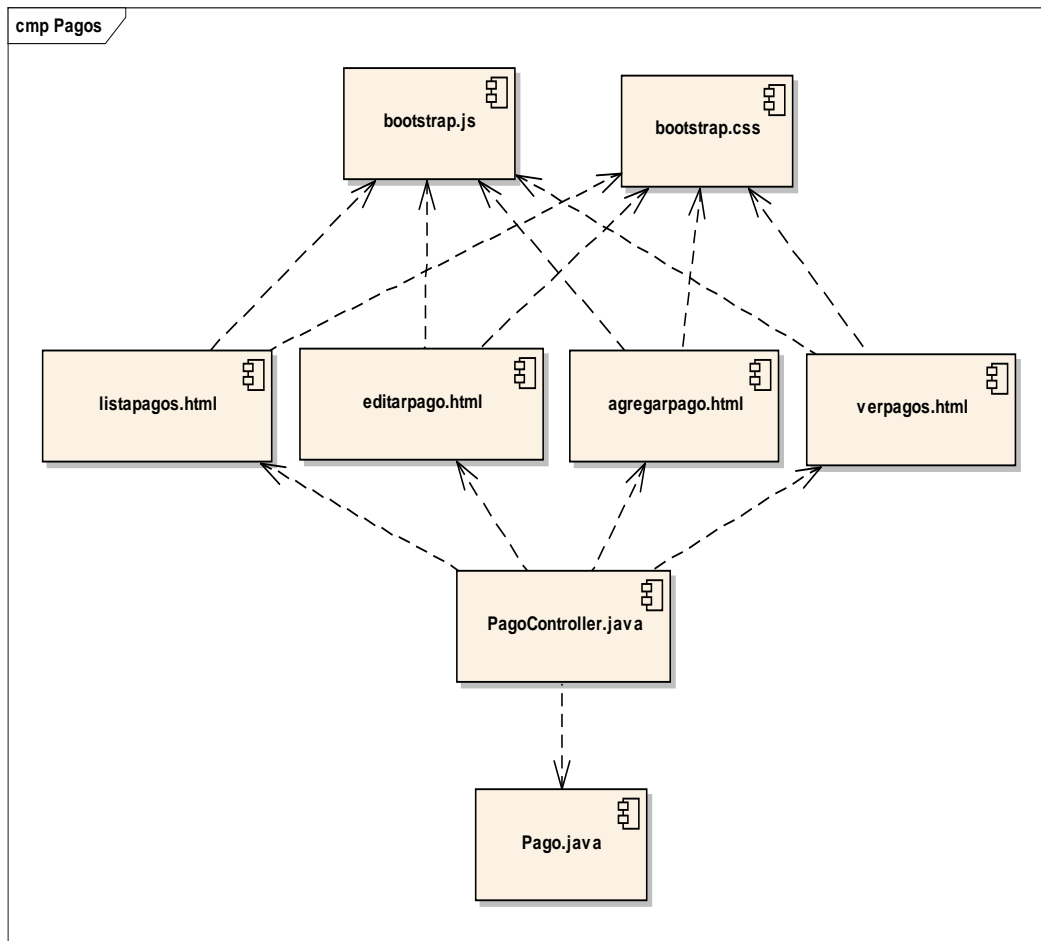 cmp Pagos
bootstrap.js
bootstrap.css
listapagos.html
editarpago.html
agregarpago.html
verpagos.html
PagoController.java
Pago.java